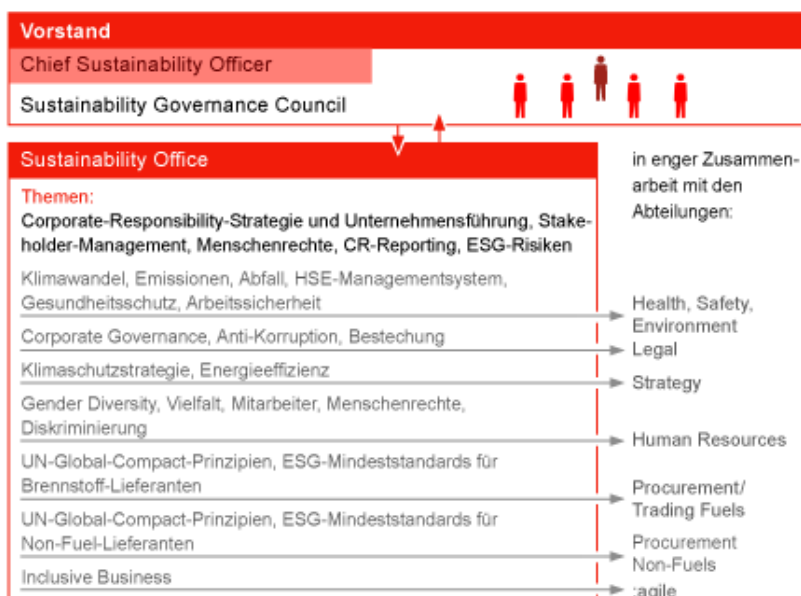 Vorstand
Chief Sustainability Officer
Sustainability Governance Council
Sustainability Office
in enger Zusammen-
arbeit mit den
Abteilungen:
Themen:
Corporate-Responsibility-Strategie und Unternehmensführung, Stake-
holder-Management, Menschenrechte, CR-Reporting, ESG-Risiken
Klimawandel, Emissionen, Abfall, HSE-Managementsystem,
Gesundheitsschutz, Arbeitssicherheit
Health, Safety,
Environment
Corporate Governance, Anti-Korruption, Bestechung
Legal
Klimaschutzstrategie, Energieeffizienz
Strategy
Gender Diversity, Vielfalt, Mitarbeiter, Menschenrechte,
Diskriminierung
Human Resources
UN-Global-Compact-Prinzipien, ESG-Mindeststandards für
Brennstoff-Lieferanten
Procurement/
Trading Fuels
UN-Global-Compact-Prinzipien, ESG-Mindeststandards für
Non-Fuel-Lieferanten
Procurement
Non-Fuels
Inclusive Business
:agile